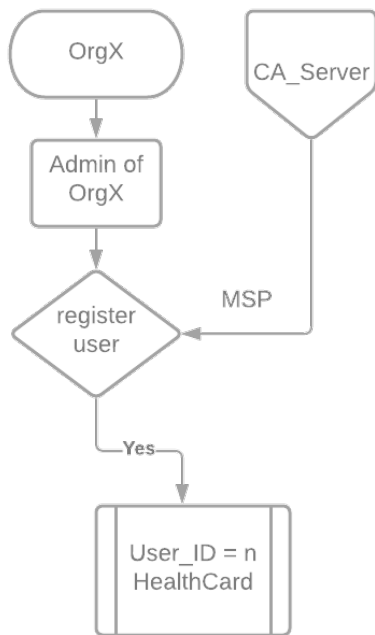 OrgX
CA_Server
Admin of
OrgX
MSP
register
user
Yes
User_ID = n
HealthCard